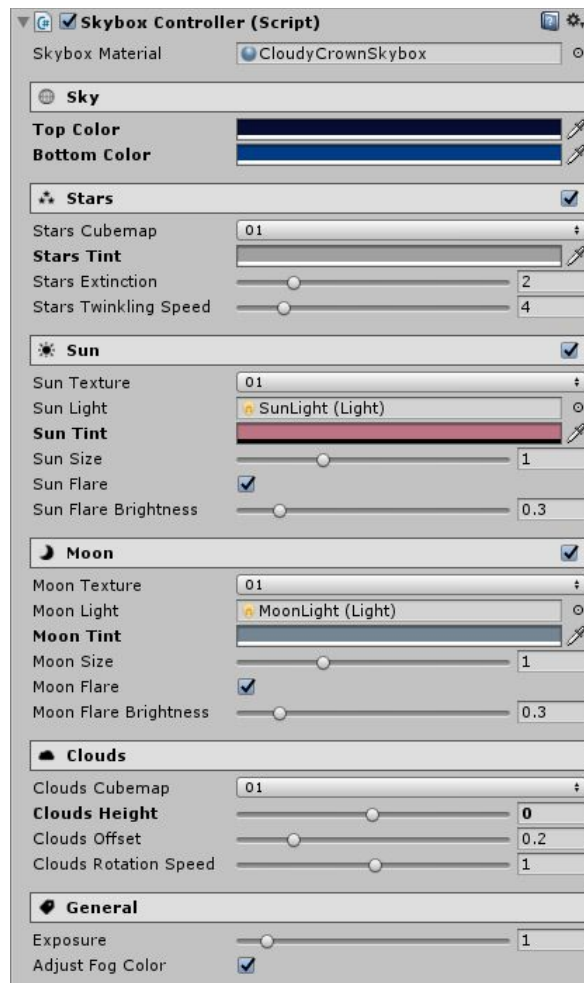 Skybox Controller (Script)
Skybox Material CloudyCrownSkybox
Sky
Top Color
Bottom Color
Stars
Stars Cubemap 01
Stars Tint
Stars Extinction 2
Stars Twinkling Speed 4
Sun
Sun Texture 01
Sun Light SunLight (Light)
Sun Tint
Sun Size 1
Sun Flare
Sun Flare Brightness 0.3
Moon
Moon Texture 01
Moon Light MoonLight (Light)
Moon Tint
Moon Size 1
Moon Flare
Moon Flare Brightness 0.3
Clouds
Clouds Cubemap 01
Clouds Height 0
Clouds Offset 0.2
Clouds Rotation Speed 1
General
Exposure 1
Adjust Fog Color